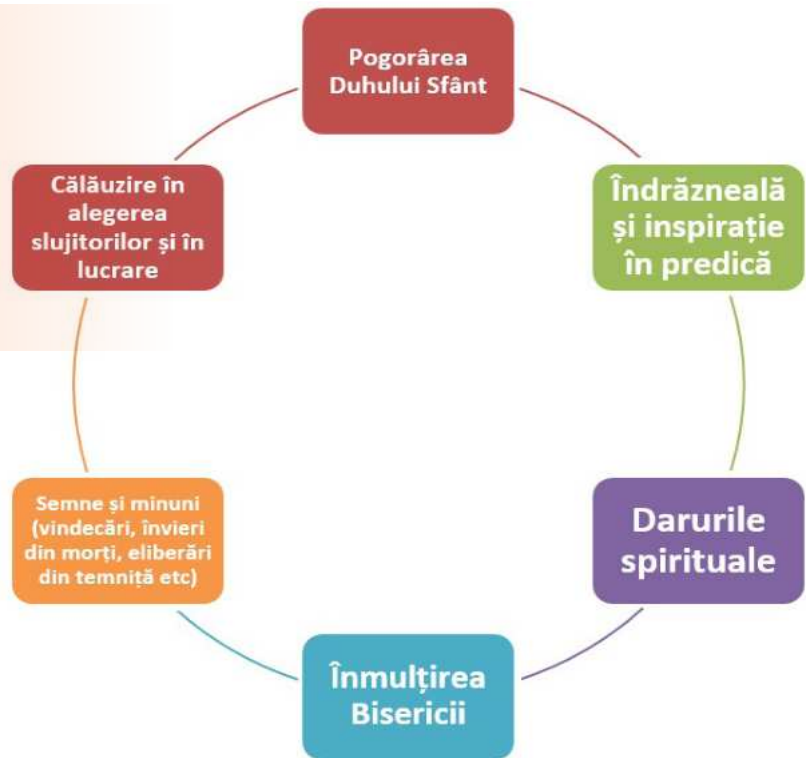 Pogorârea
Duhului Sfânt
Îndrăzneală
și inspirație
în predică
Darurile
spirituale
Înmulțirea
Bisericii
Semne și minuni
(vindecări, învieri
din morți, eliberări
din temniță etc)
Călăuzire în
alegerea
slujitorilor și în
lucrare